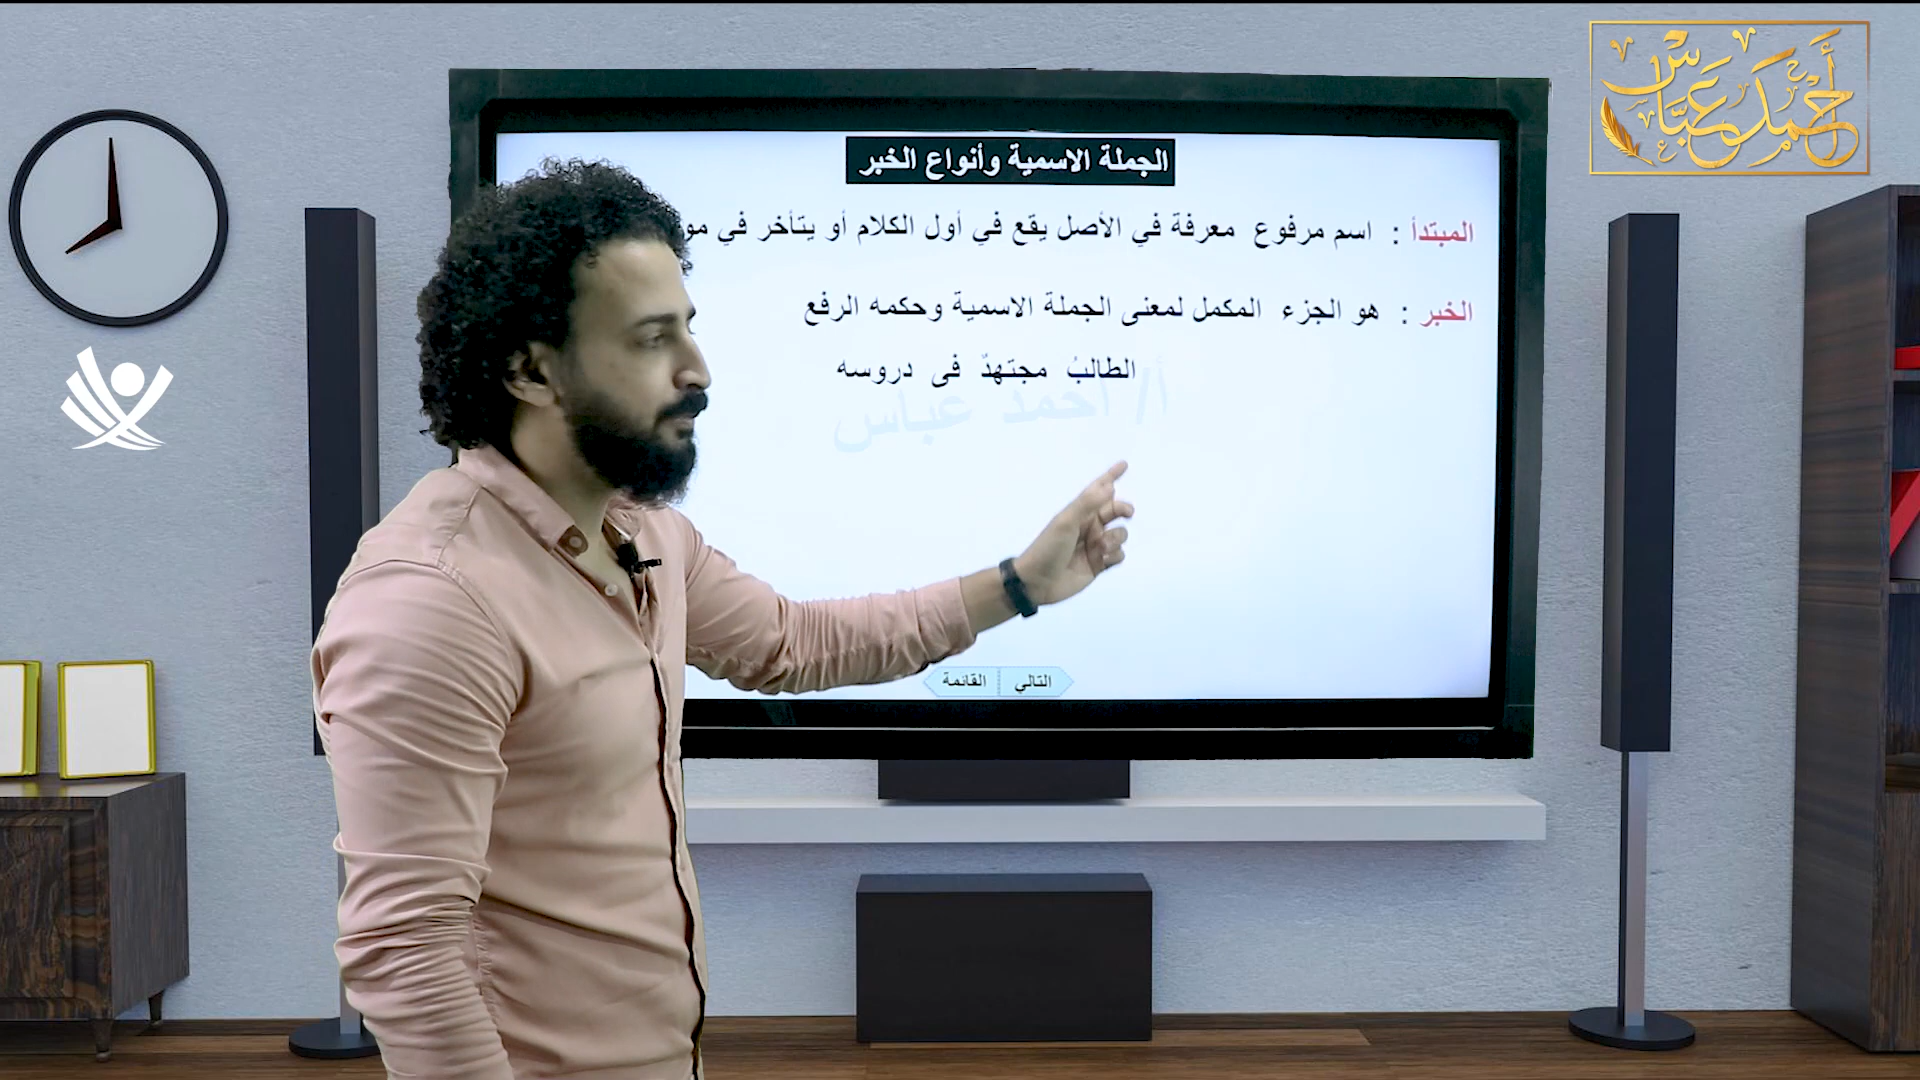 أحمد عباس
الجملة الاسمية وأنواع الخبر
المبتدأ : اسم مرفوع معرفة في الأصل يقع في أول الكلام أو يتأخر في
الخبر : هو الجزء المكمل لمعنى الجملة الاسمية وحكمه الرفع
الطالبُ مجتهدٌ فى دروسه
أ/ أحمد عباس
التالي القائمة